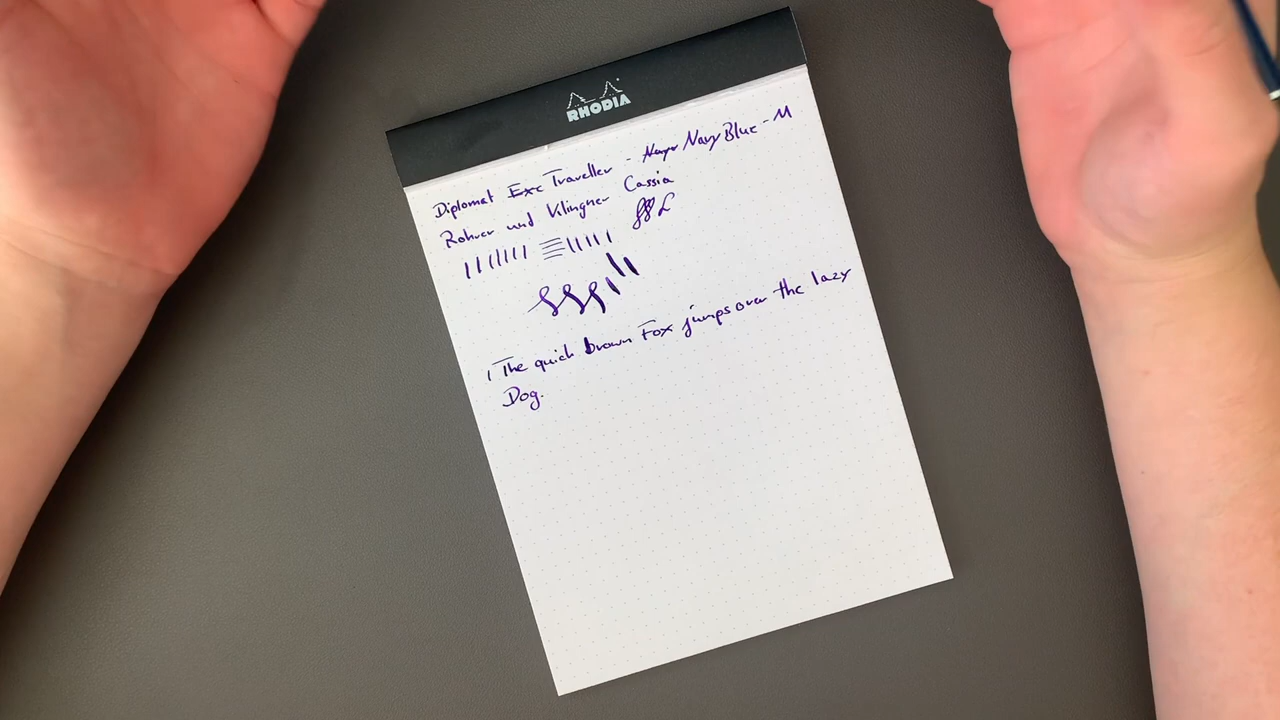 RHODIA
Diplomat Exc Traveller - Navy Blue - M
Rohrer und Klingner Cassia
The quick brown Fox jumps over the lazy
Dog.